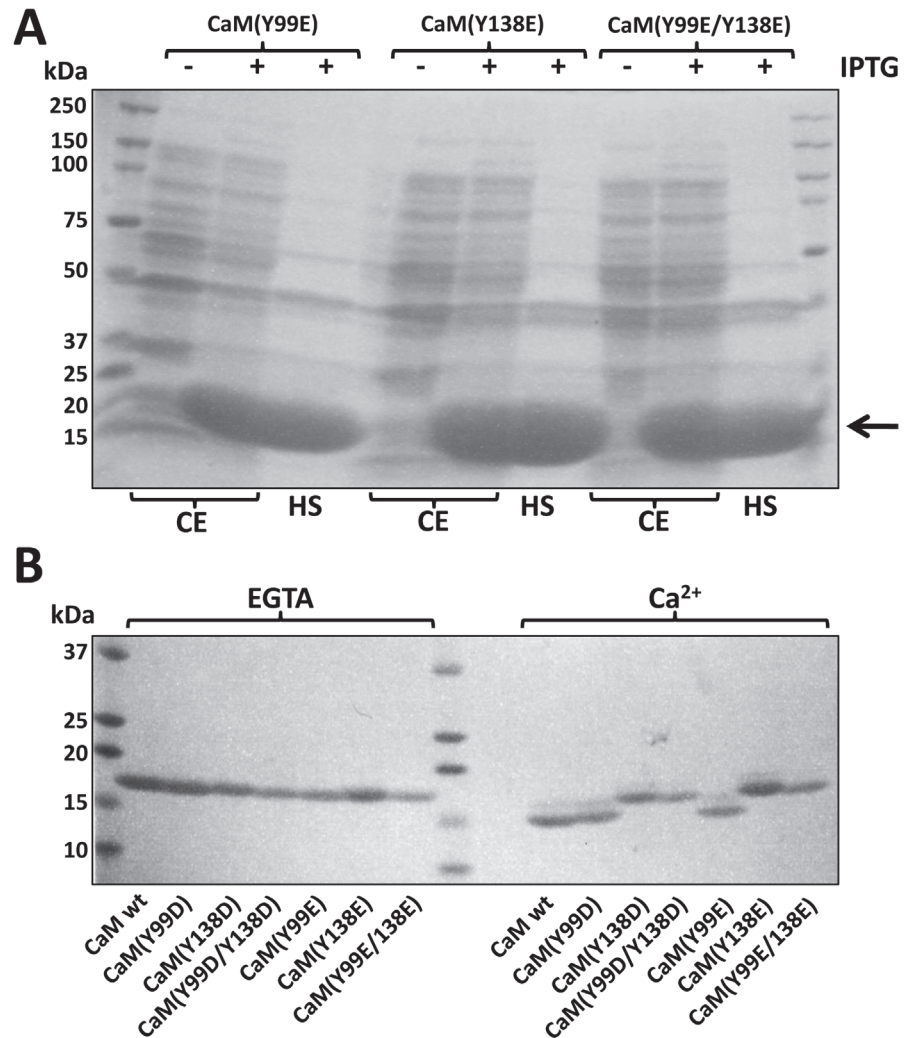 A
CaM(Y99E) CaM(Y138E) CaM(Y99E/Y138E)
kDa - + + - + + - + + IPTG
250
150
100
75
50
37
25
20
15
CE HS CE HS CE HS
B
EGTA Ca²⁺
kDa
37
25
20
15
10
CaM wt
CaM(Y99D)
CaM(Y138D)
CaM(Y99D/Y138D)
CaM(Y99E)
CaM(Y138E)
CaM(Y99E/138E)
CaM wt
CaM(Y99D)
CaM(Y138D)
CaM(Y99D/Y138D)
CaM(Y99E)
CaM(Y138E)
CaM(Y99E/138E)